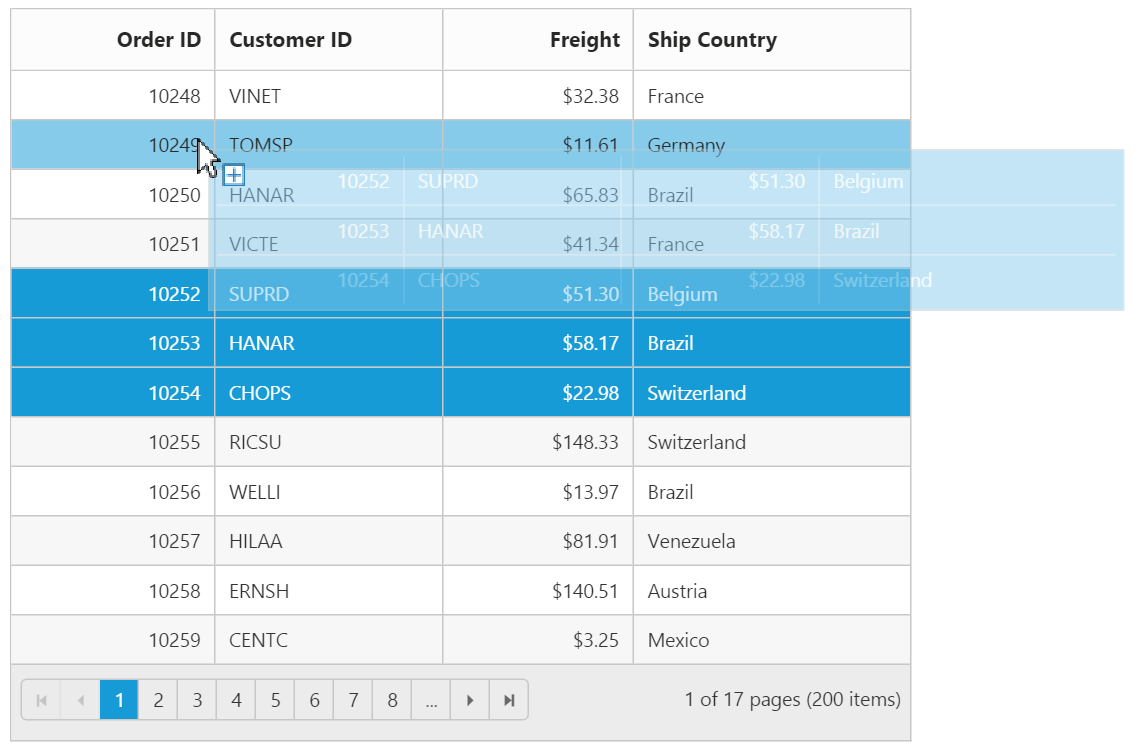 Order ID Customer ID Freight Ship Country
10248 VINET $32.38 France
10249 TOMSP $11.61 Germany
10252 SUPRD $51.30 Belgium
10250 HANAR $65.83 Brazil
10253 HANAR $58.17 Brazil
10251 VICTE $41.34 France
10254 CHOPS $22.98 Switzerland
10252 SUPRD $51.30 Belgium
10253 HANAR $58.17 Brazil
10254 CHOPS $22.98 Switzerland
10255 RICSU $148.33 Switzerland
10256 WELLI $13.97 Brazil
10257 HILAA $81.91 Venezuela
10258 ERNSH $140.51 Austria
10259 CENTC $3.25 Mexico
1 2 3 4 5 6 7 8 ... 1 of 17 pages (200 items)